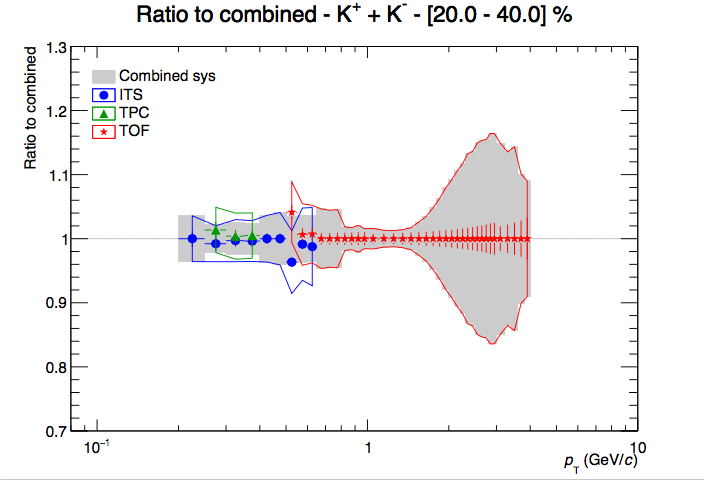 Ratio to combined - K⁺ + K⁻ - [20.0 - 40.0] %
Ratio to combined
1.3
1.2
1.1
1
0.9
0.8
0.7
Combined sys
ITS
TPC
TOF
10⁻¹
1
10
p_T (GeV/c)